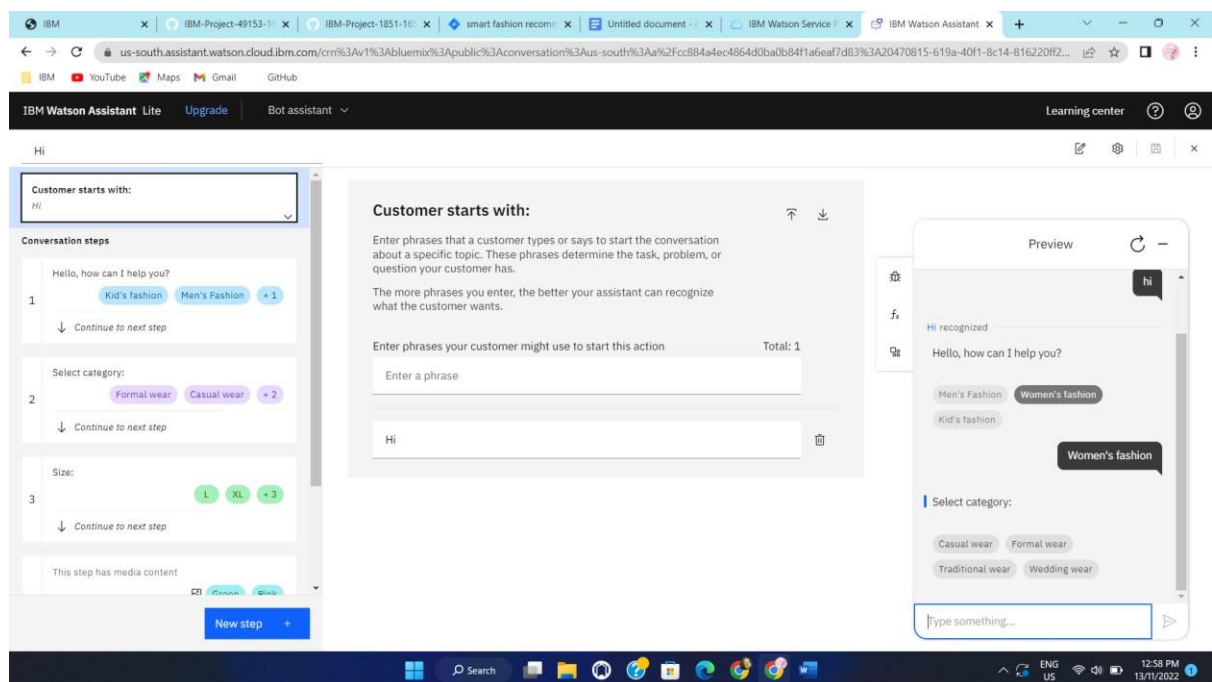 IBM
IBM-Project-49153-1
IBM-Project-1851-16
smart fashion recomm
Untitled document -
IBM Watson Service
IBM Watson Assistant
us-south.assistant.watson.cloud.ibm.com/crn%3Av1%3Abluemix%3Apublic%3Aconversation%3Aus-south%3Aa%2Fcc884a4ec4864d0ba0b84f1a6eaf7d83%3A20470815-619a-40f1-8c14-816220ff2...
IBM YouTube Maps Gmail GitHub
IBM Watson Assistant Lite Upgrade Bot assistant Learning center
Hi
Customer starts with:
Hi
Conversation steps
Hello, how can I help you?
1 Kid's fashion Men's Fashion + 1
Continue to next step
Select category:
2 Formal wear Casual wear + 2
Continue to next step
Size:
3 L XL + 3
Continue to next step
This step has media content
Green Pink
New step +
Customer starts with:
Enter phrases that a customer types or says to start the conversation
about a specific topic. These phrases determine the task, problem, or
question your customer has.
The more phrases you enter, the better your assistant can recognize
what the customer wants.
Enter phrases your customer might use to start this action Total: 1
Enter a phrase
Hi
fx
Preview
hi
Hi recognized
Hello, how can I help you?
Men's Fashion Women's fashion
Kid's fashion
Women's fashion
Select category:
Casual wear Formal wear
Traditional wear Wedding wear
Type something...
Search
ENG
US
12:58 PM
13/11/2022
1